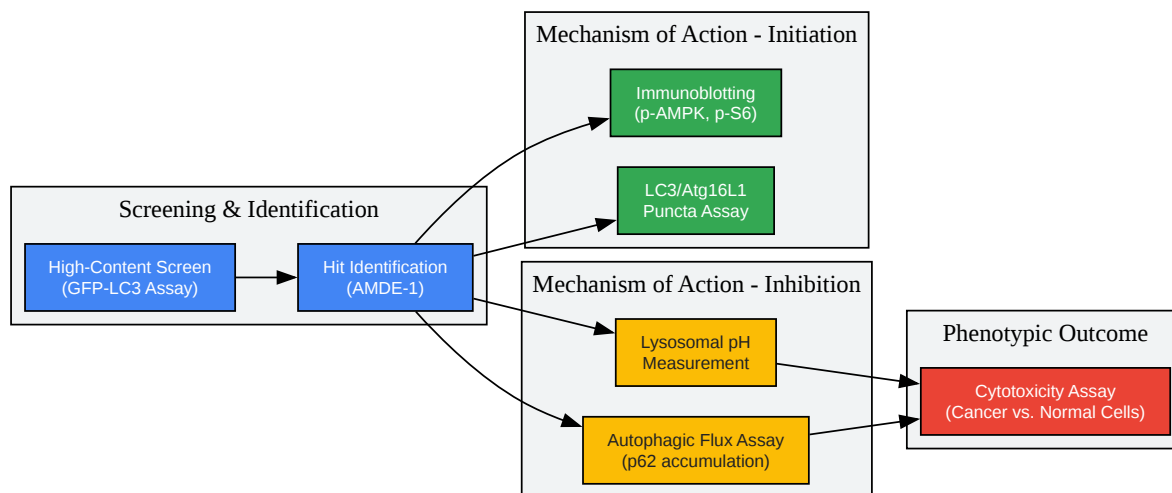 Screening & Identification
High-Content Screen
(GFP-LC3 Assay)
Hit Identification
(AMDE-1)
Mechanism of Action - Initiation
Immunoblotting
(p-AMPK, p-S6)
LC3/Atg16L1
Puncta Assay
Mechanism of Action - Inhibition
Lysosomal pH
Measurement
Autophagic Flux Assay
(p62 accumulation)
Phenotypic Outcome
Cytotoxicity Assay
(Cancer vs. Normal Cells)